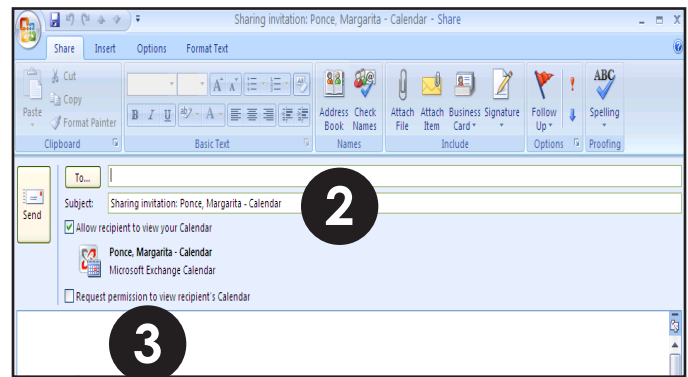 Sharing invitation: Ponce, Margarita - Calendar - Share
Share Insert Options Format Text
Paste
Cut
Copy
Format Painter
Clipboard
B I U
Basic Text
Address Book
Check Names
Names
Attach File
Attach Item
Business Card
Signature
Include
Follow Up
Options
ABC
Spelling
Proofing
Send
To...
Subject: Sharing invitation: Ponce, Margarita - Calendar
2
Allow recipient to view your Calendar
Ponce, Margarita - Calendar
Microsoft Exchange Calendar
Request permission to view recipient's Calendar
3